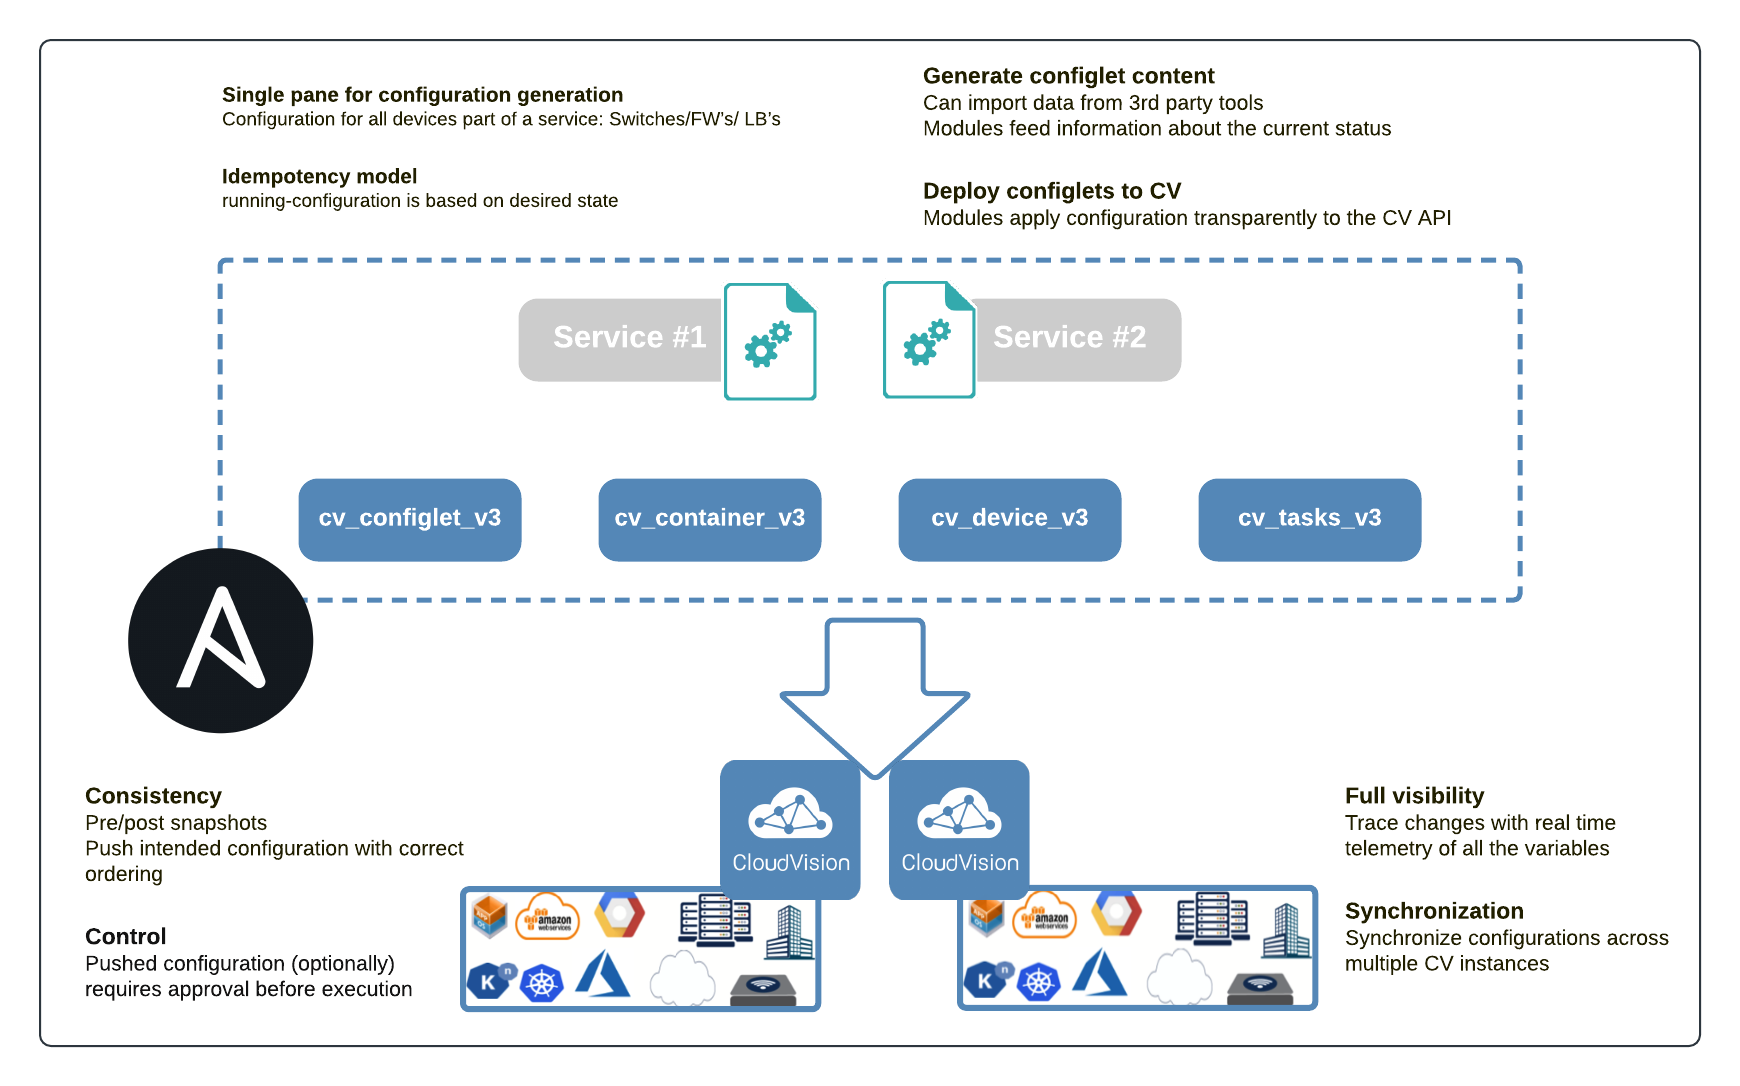 Single pane for configuration generation
Configuration for all devices part of a service: Switches/FW's/ LB's
Idempotency model
running-configuration is based on desired state
Generate configlet content
Can import data from 3rd party tools
Modules feed information about the current status
Deploy configlets to CV
Modules apply configuration transparently to the CV API
Service #1
Service #2
cv_configlet_v3
cv_container_v3
cv_device_v3
cv_tasks_v3
Consistency
Pre/post snapshots
Push intended configuration with correct
ordering
Control
Pushed configuration (optionally)
requires approval before execution
CloudVision
CloudVision
amazon
webservices
K
n
amazon
webservices
K
n
Full visibility
Trace changes with real time
telemetry of all the variables
Synchronization
Synchronize configurations across
multiple CV instances